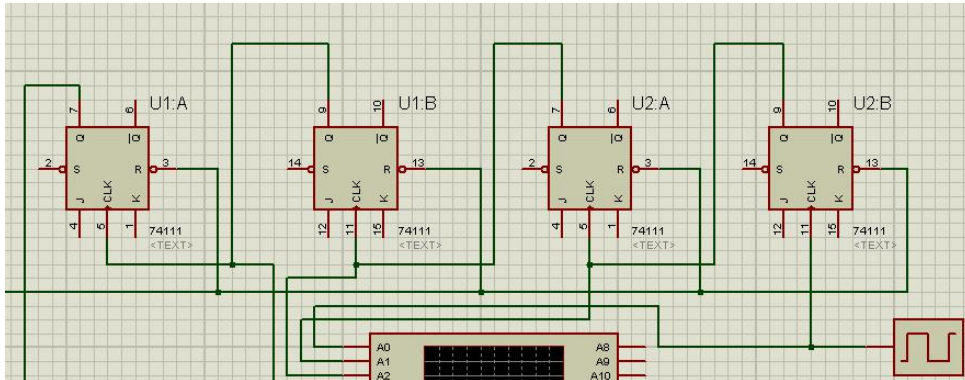 U1:A
U1:B
U2:A
U2:B
7
6
9
10
7
6
9
10
Q
Q
Q
Q
Q
Q
Q
Q
2
S
R
3
14
S
R
13
2
S
R
3
14
S
R
13
J
CLK
K
J
CLK
K
J
CLK
K
J
CLK
K
4
5
1
12
11
15
4
5
1
12
11
15
74111
74111
74111
74111
<TEXT>
<TEXT>
<TEXT>
<TEXT>
A0
A8
A1
A9
A2
A10